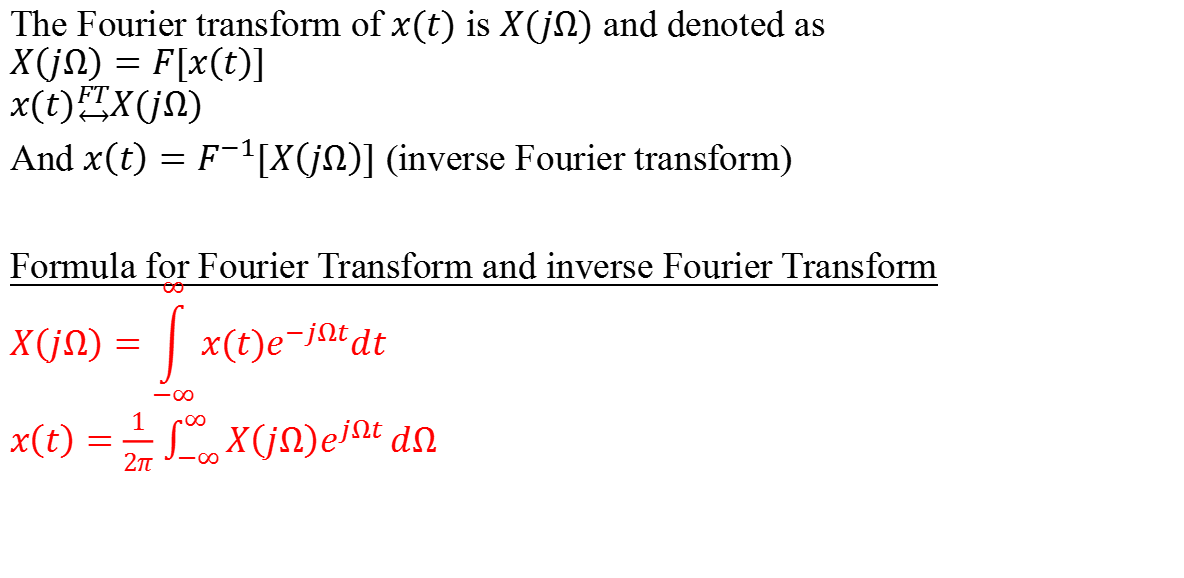 The Fourier transform of x(t) is X(jΩ) and denoted as
X(jΩ) = F[x(t)]
x(t) FT↔ X(jΩ)
And x(t) = F⁻¹[X(jΩ)] (inverse Fourier transform)
Formula for Fourier Transform and inverse Fourier Transform
X(jΩ) = ∫_{−∞}^{∞} x(t)e^{−jΩt} dt
x(t) = 1/2π ∫_{−∞}^{∞} X(jΩ)e^{jΩt} dΩ